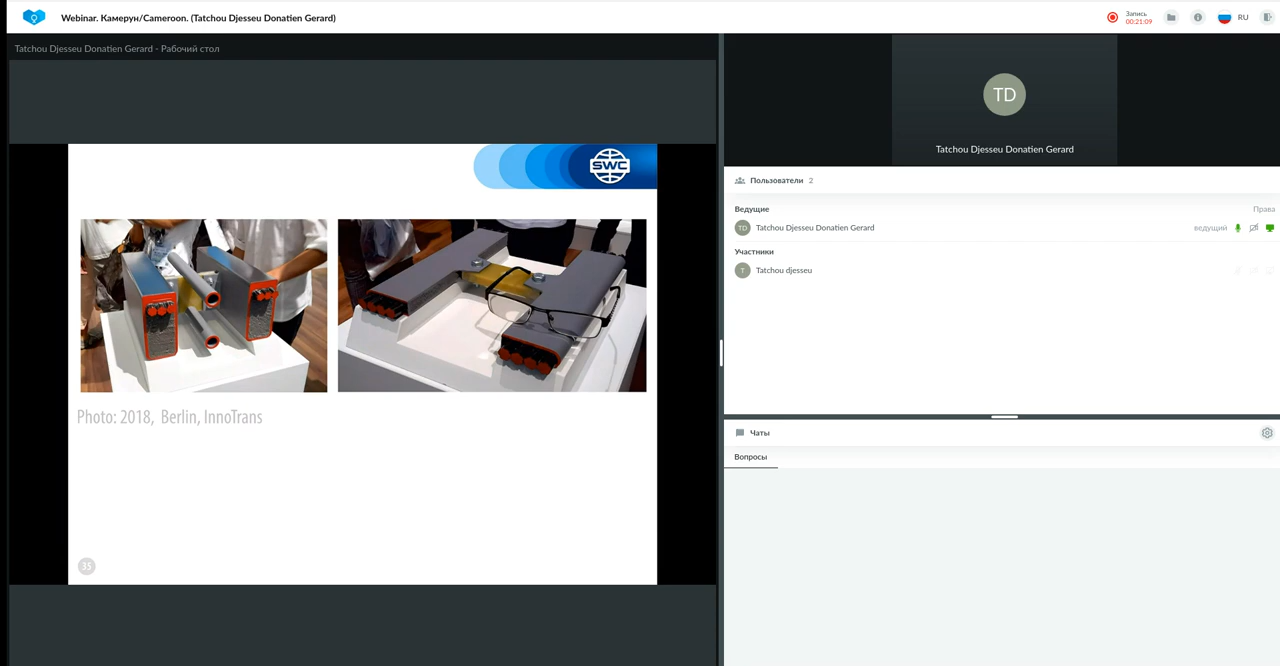 Webinar. Камерун/Cameroon. (Tatchou Djesseu Donatien Gerard)
Запись
00:21:09
RU
Tatchou Djesseu Donatien Gerard - Рабочий стол
TD
Tatchou Djesseu Donatien Gerard
SWC
Photo: 2018, Berlin, InnoTrans
35
Пользователи 2
Ведущие
Права
TD
Tatchou Djesseu Donatien Gerard
ведущий
Участники
T
Tatchou djesseu
Чаты
Вопросы